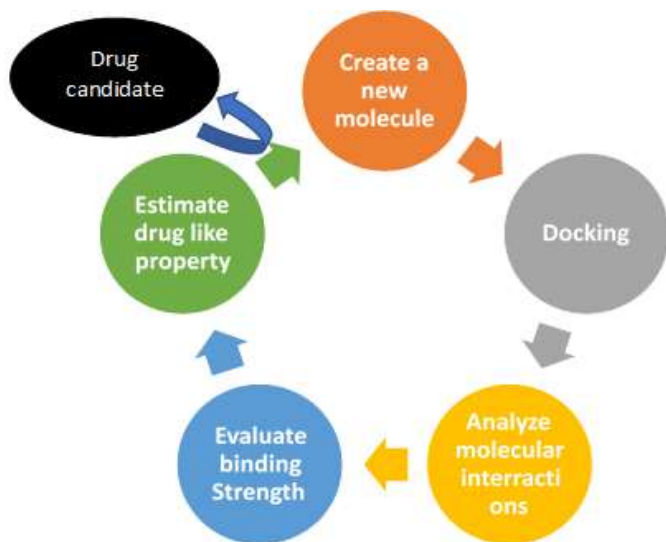 Drug
candidate
Create a
new
molecule
Docking
Analyze
molecular
interracti
ons
Evaluate
binding
Strength
Estimate
drug like
property